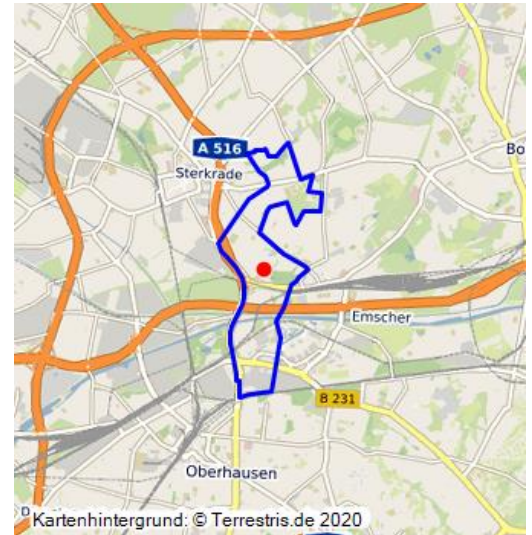 A 516
Sterkrade
Bo
Emscher
B 231
Oberhausen
D
Kartenhintergrund: © Terrestris.de 2020